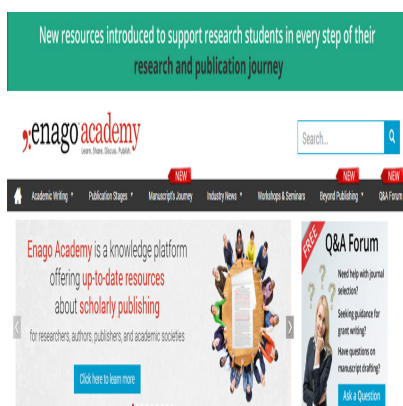 New resources introduced to support research students in every step of their
research and publication journey
enago academy
Learn. Share. Discuss. Publish.
Search...
NEW NEW NEW
Academic Writing Publication Stages Manuscript's Journey Industry News Workshops & Seminars Beyond Publishing Q&A Forum
Enago Academy is a knowledge platform
offering up-to-date resources
about scholarly publishing
for researchers, authors, publishers, and academic societies
Click here to learn more
FREE
Q&A Forum
Need help with journal
selection?
Seeking guidance for
grant writing?
Have questions on
manuscript drafting?
Ask a Question